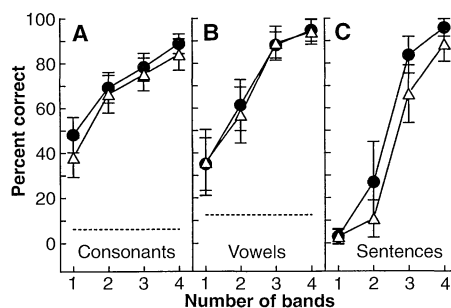 100
80
60
40
20
0
Percent correct
A
B
C
Consonants
Vowels
Sentences
1 2 3 4 1 2 3 4 1 2 3 4
Number of bands